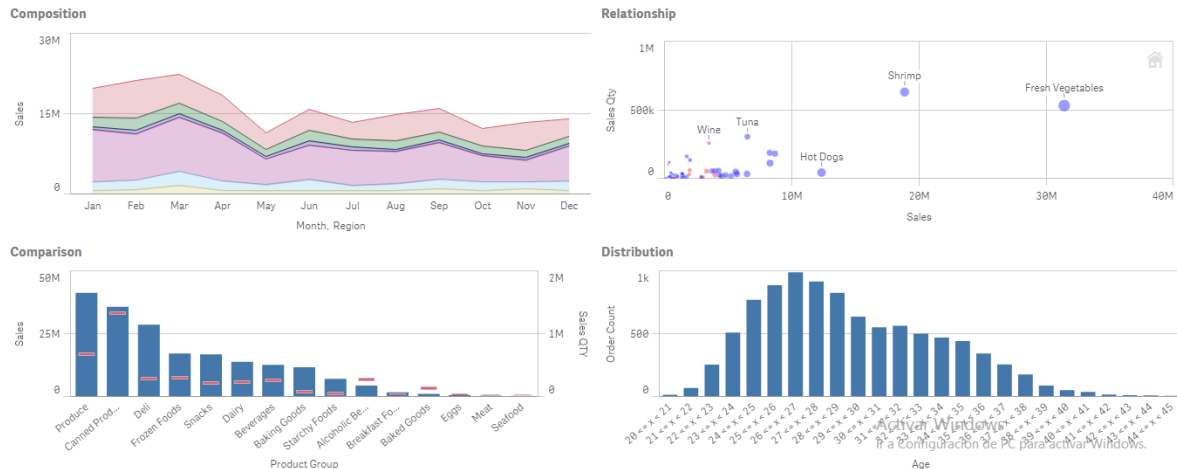 Composition
30M
15M
0
Sales
Jan Feb Mar Apr May Jun Jul Aug Sep Oct Nov Dec
Month, Region
Relationship
1M
500k
0
Sales Qty
Shrimp
Fresh Vegetables
Wine
Tuna
Hot Dogs
0 10M 20M 30M 40M
Sales
Comparison
50M
25M
0
Sales
2M
1M
0
Sales QTY
Produce
Canned Prod...
Deli
Frozen Foods
Snacks
Dairy
Beverages
Baking Goods
Starchy Foods
Alcoholic Be...
Breakfast Fo...
Baked Goods
Eggs
Meat
Seafood
Product Group
Distribution
1k
500
0
Order Count
20 <= x < 21
21 <= x < 22
22 <= x < 23
23 <= x < 24
24 <= x < 25
25 <= x < 26
26 <= x < 27
27 <= x < 28
28 <= x < 29
29 <= x < 30
30 <= x < 31
31 <= x < 32
32 <= x < 33
33 <= x < 34
34 <= x < 35
35 <= x < 36
36 <= x < 37
37 <= x < 38
38 <= x < 39
39 <= x < 40
40 <= x < 41
41 <= x < 42
42 <= x < 43
43 <= x < 44
44 <= x < 45
Age
Activar Windows
Ir a Configuración de PC para activar Windows.